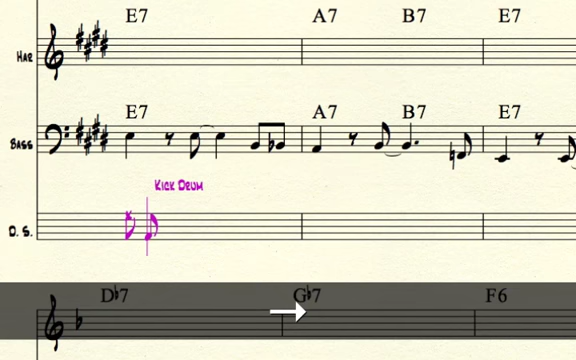 E7 A7 B7 E7
Har
E7 A7 B7 E7
Bass
Kick Drum
D. S.
D♭7 G♭7 F6